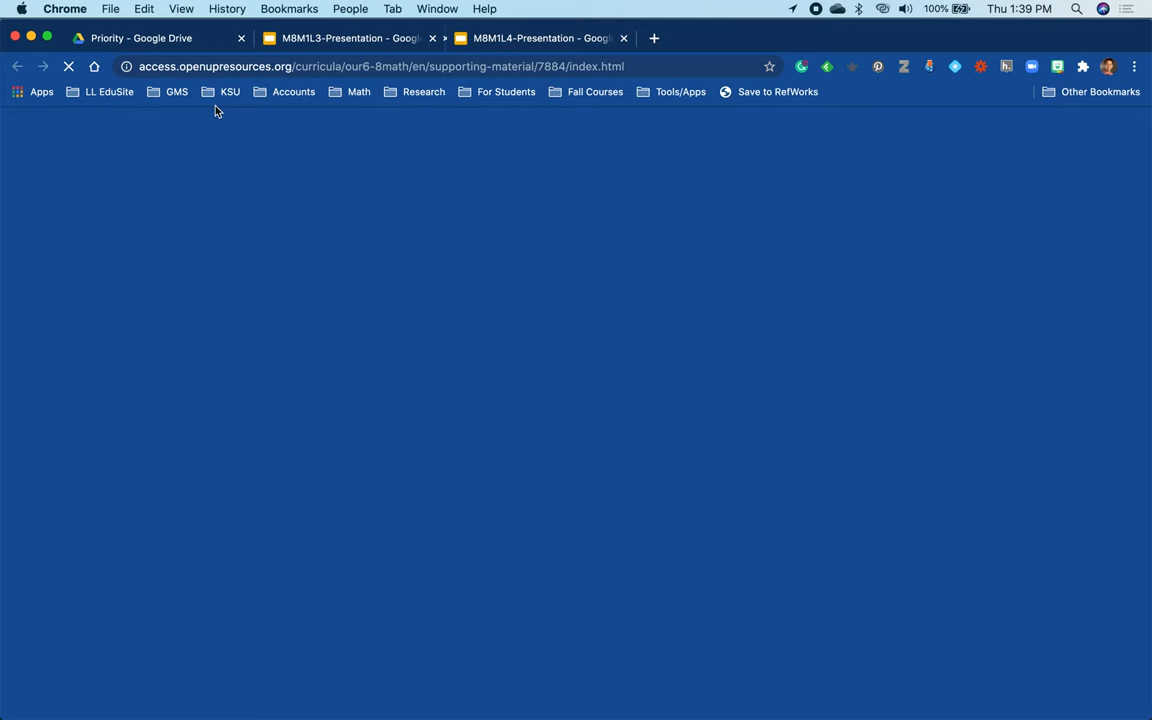 Chrome File Edit View History Bookmarks People Tab Window Help 100% Thu 1:39 PM
Priority - Google Drive M8M1L3-Presentation - Googl M8M1L4-Presentation - Googl
access.openupresources.org/curricula/our6-8math/en/supporting-material/7884/index.html
Apps LL EduSite GMS KSU Accounts Math Research For Students Fall Courses Tools/Apps Save to RefWorks Other Bookmarks